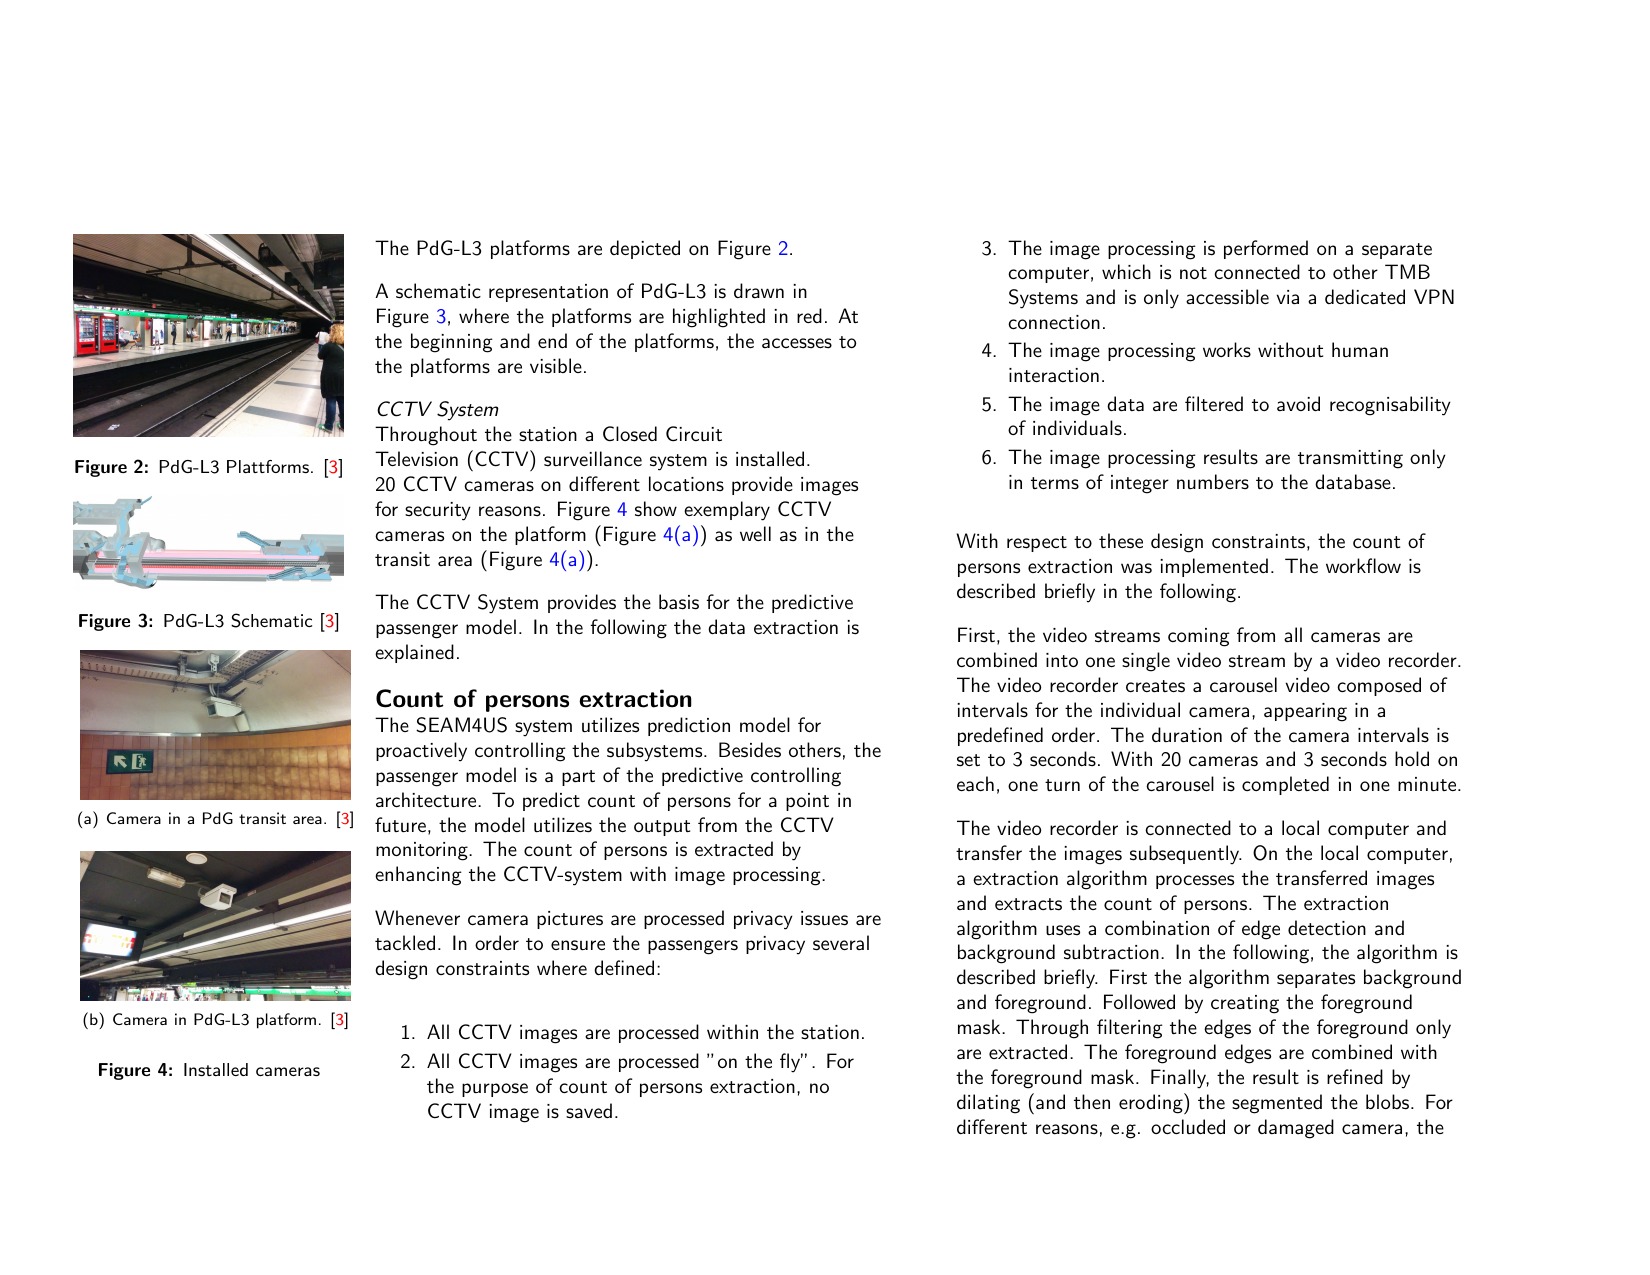 Figure 2: PdG-L3 Plattforms. [3]
Figure 3: PdG-L3 Schematic [3]
(a) Camera in a PdG transit area. [3]
(b) Camera in PdG-L3 platform. [3]
Figure 4: Installed cameras
The PdG-L3 platforms are depicted on Figure 2.
A schematic representation of PdG-L3 is drawn in
Figure 3, where the platforms are highlighted in red. At
the beginning and end of the platforms, the accesses to
the platforms are visible.
CCTV System
Throughout the station a Closed Circuit
Television (CCTV) surveillance system is installed.
20 CCTV cameras on different locations provide images
for security reasons. Figure 4 show exemplary CCTV
cameras on the platform (Figure 4(a)) as well as in the
transit area (Figure 4(a)).
The CCTV System provides the basis for the predictive
passenger model. In the following the data extraction is
explained.
Count of persons extraction
The SEAM4US system utilizes prediction model for
proactively controlling the subsystems. Besides others, the
passenger model is a part of the predictive controlling
architecture. To predict count of persons for a point in
future, the model utilizes the output from the CCTV
monitoring. The count of persons is extracted by
enhancing the CCTV-system with image processing.
Whenever camera pictures are processed privacy issues are
tackled. In order to ensure the passengers privacy several
design constraints where defined:
1. All CCTV images are processed within the station.
2. All CCTV images are processed ”on the fly”. For
the purpose of count of persons extraction, no
CCTV image is saved.
3. The image processing is performed on a separate
computer, which is not connected to other TMB
Systems and is only accessible via a dedicated VPN
connection.
4. The image processing works without human
interaction.
5. The image data are filtered to avoid recognisability
of individuals.
6. The image processing results are transmitting only
in terms of integer numbers to the database.
With respect to these design constraints, the count of
persons extraction was implemented. The workflow is
described briefly in the following.
First, the video streams coming from all cameras are
combined into one single video stream by a video recorder.
The video recorder creates a carousel video composed of
intervals for the individual camera, appearing in a
predefined order. The duration of the camera intervals is
set to 3 seconds. With 20 cameras and 3 seconds hold on
each, one turn of the carousel is completed in one minute.
The video recorder is connected to a local computer and
transfer the images subsequently. On the local computer,
a extraction algorithm processes the transferred images
and extracts the count of persons. The extraction
algorithm uses a combination of edge detection and
background subtraction. In the following, the algorithm is
described briefly. First the algorithm separates background
and foreground. Followed by creating the foreground
mask. Through filtering the edges of the foreground only
are extracted. The foreground edges are combined with
the foreground mask. Finally, the result is refined by
dilating (and then eroding) the segmented the blobs. For
different reasons, e.g. occluded or damaged camera, the